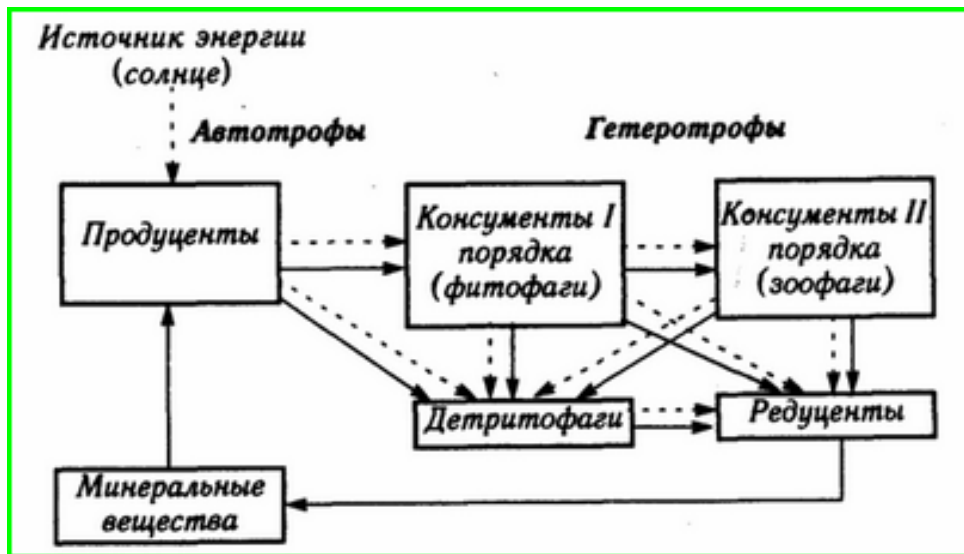 Источник энергии
(солнце)
Автотрофы
Гетеротрофы
Продуценты
Консументы I
порядка
(фитофаги)
Консументы II
порядка
(зоофаги)
Детритофаги
Редуценты
Минеральные
вещества